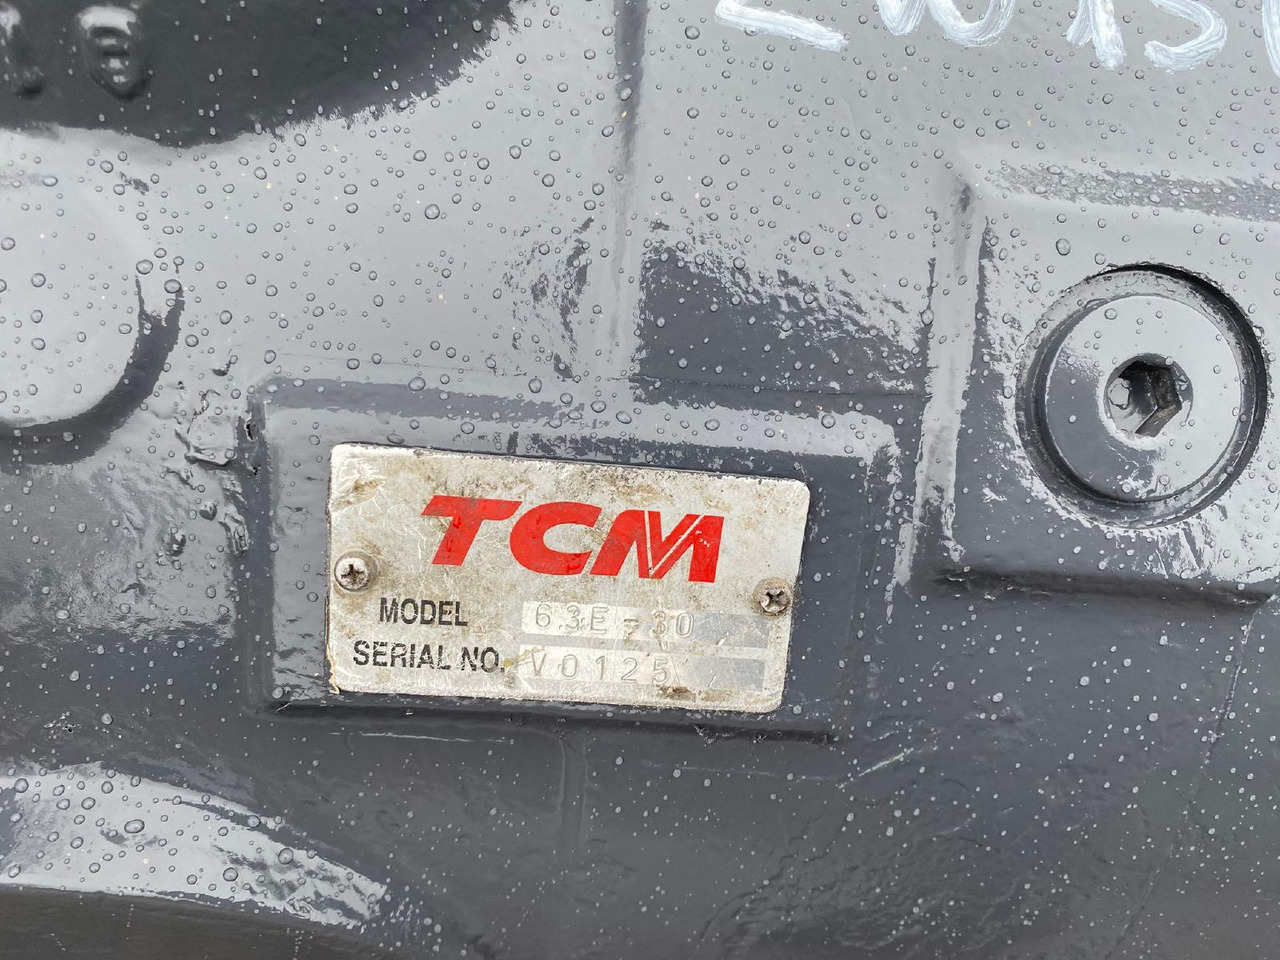 TCM
MODEL 63E-30
SERIAL NO. V0125